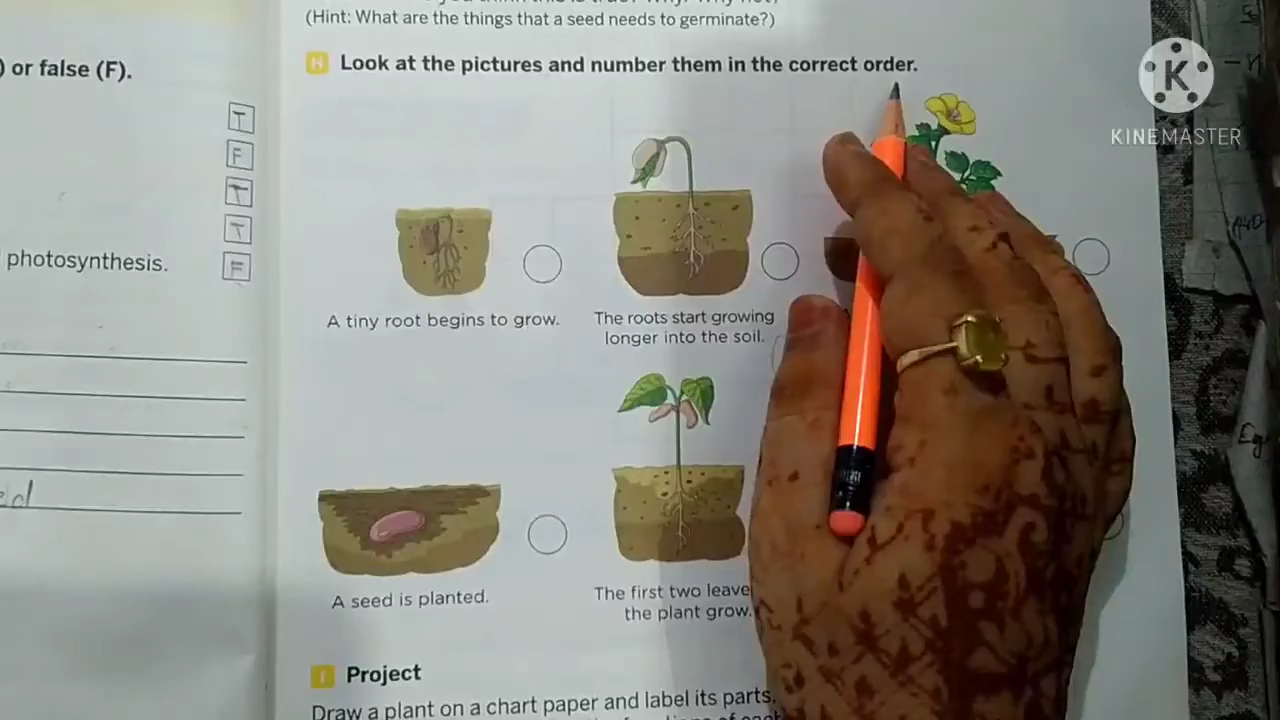 (Hint: What are the things that a seed needs to germinate?)
) or false (F).
T
F
T
T
F
photosynthesis.
H Look at the pictures and number them in the correct order.
A tiny root begins to grow.
The roots start growing
longer into the soil.
A seed is planted.
The first two leave
the plant grow.
I Project
Draw a plant on a chart paper and label its parts.
K
KINEMASTER